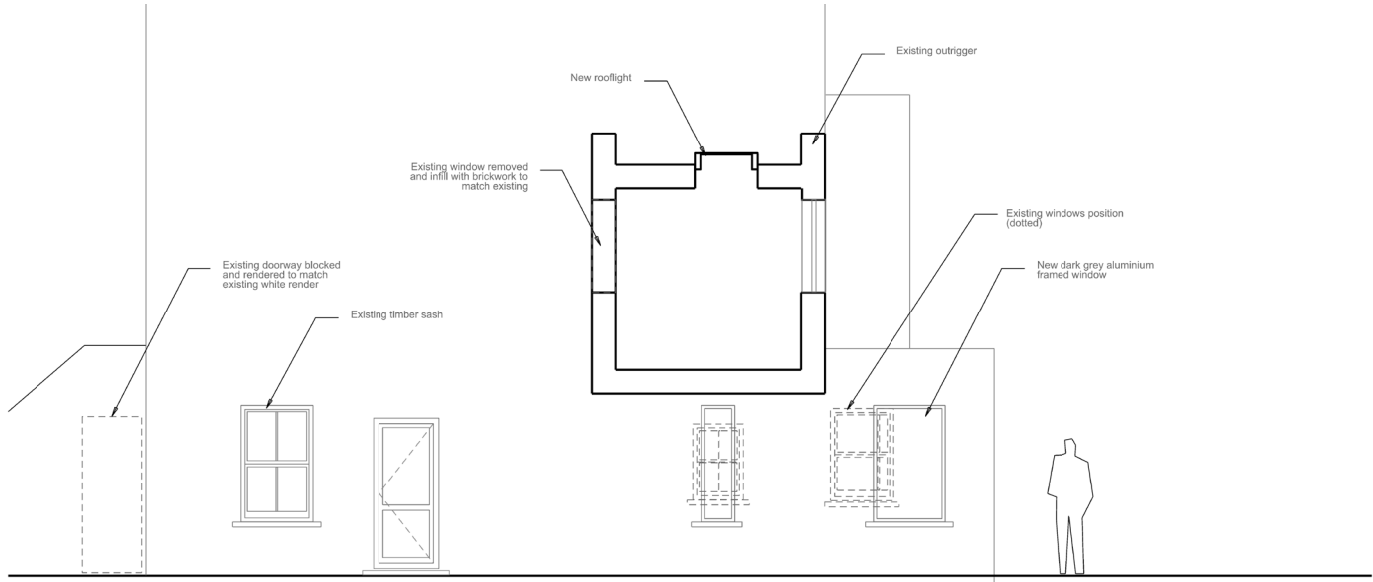 Existing outrigger
New rooflight
Existing window removed
and infill with brickwork to
match existing
Existing windows position
(dotted)
Existing doorway blocked
and rendered to match
existing white render
New dark grey aluminium
framed window
Existing timber sash